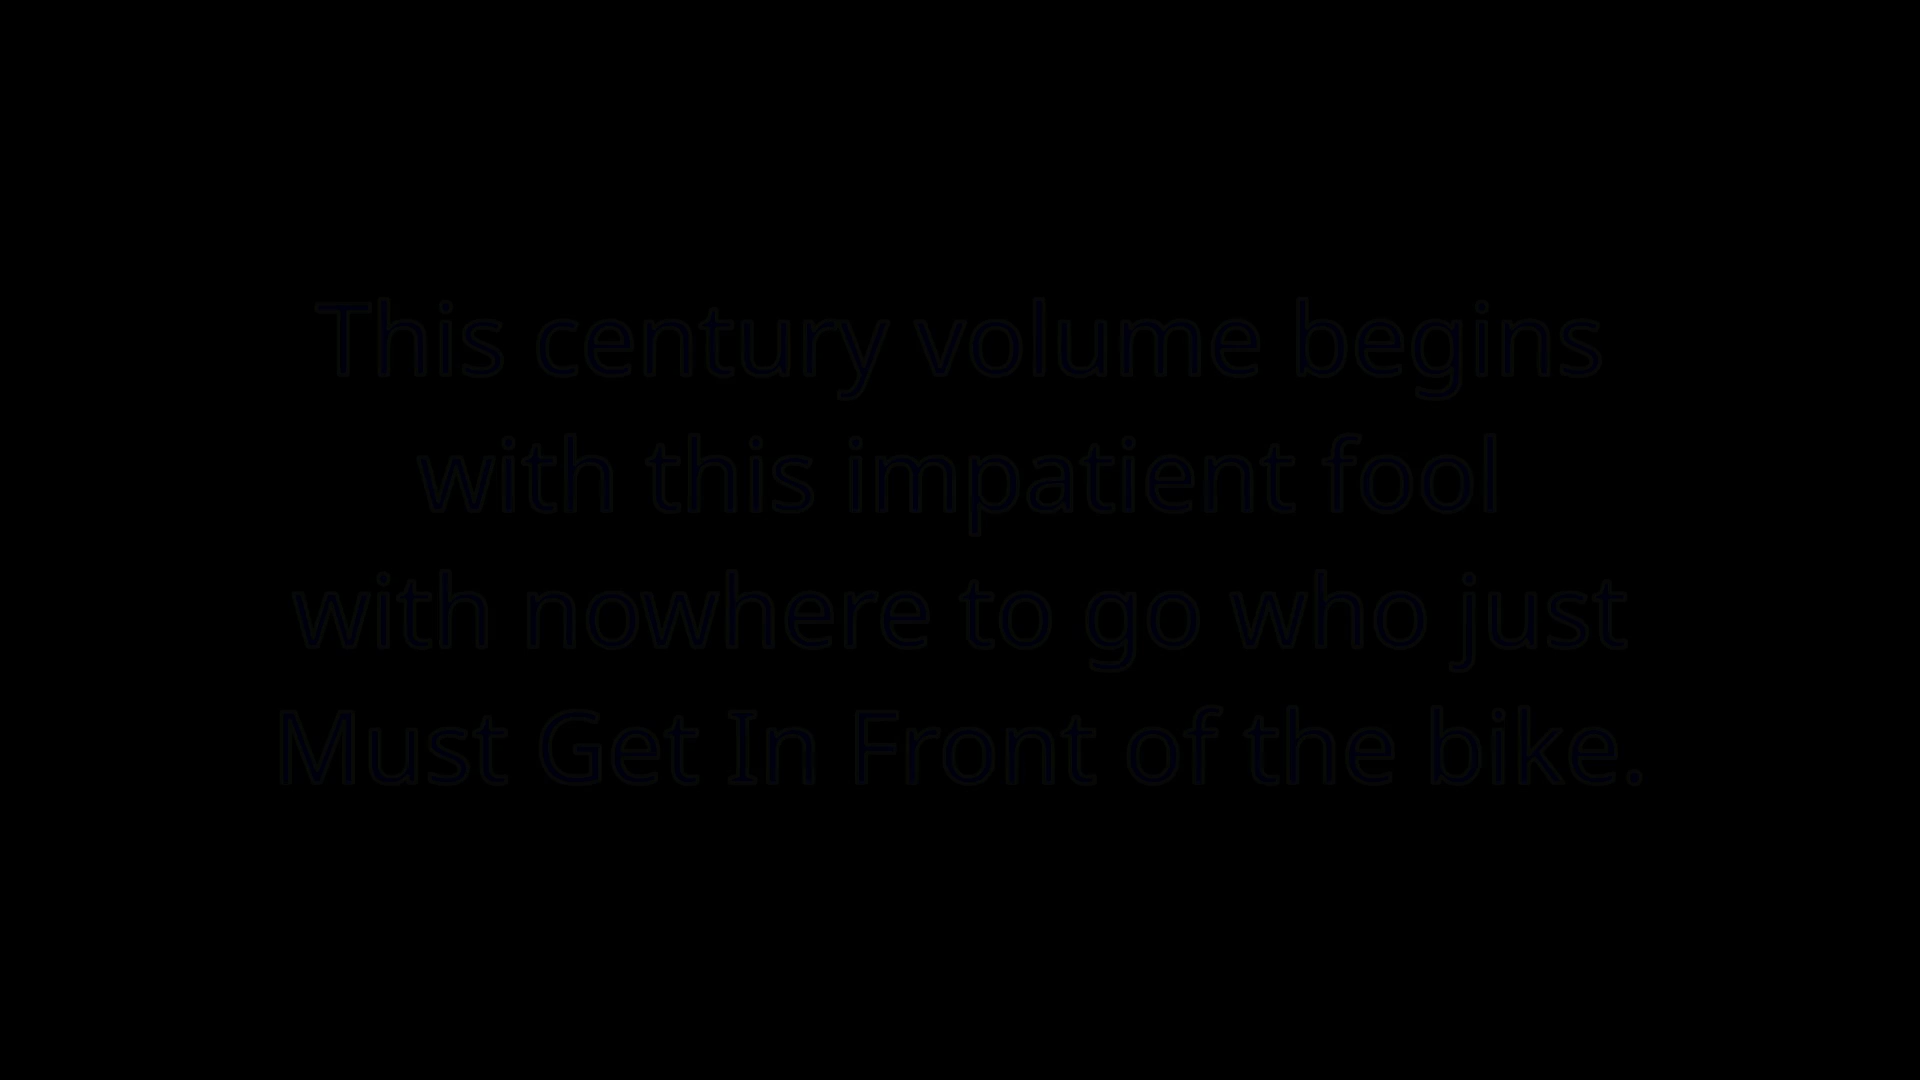 This century volume begins
with this impatient fool
with nowhere to go who just
Must Get In Front of the bike.